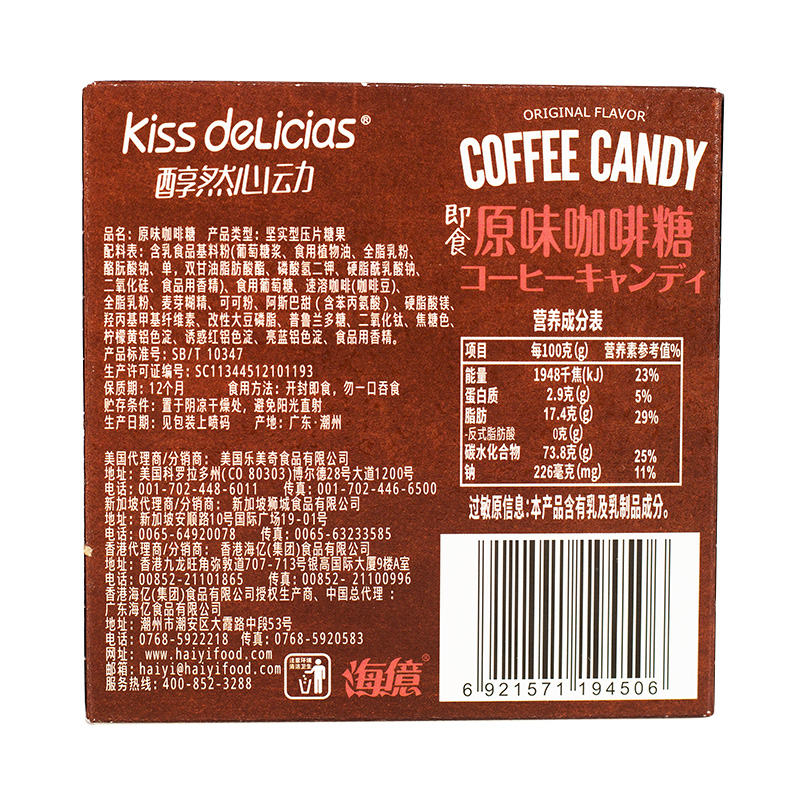 Kiss deLicias®
醇然心动
品名：原味咖啡糖 产品类型：坚实型压片糖果
配料表：含乳食品基料粉(葡萄糖浆、食用植物油、全脂乳粉、
酪朊酸钠、单，双甘油脂肪酸酯、磷酸氢二钾、硬脂酰乳酸钠、
二氧化硅、食品用香精)、食用葡萄糖、速溶咖啡(咖啡豆)、
全脂乳粉、麦芽糊精、可可粉、阿斯巴甜（含苯丙氨酸）、硬脂酸镁、
羟丙基甲基纤维素、改性大豆磷脂、普鲁兰多糖、二氧化钛、焦糖色、
柠檬黄铝色淀、诱惑红铝色淀、亮蓝铝色淀、食品用香精。
产品标准号：SB/T 10347
生产许可证编号：SC11344512101193
保质期：12个月 食用方法：开封即食，勿一口吞食
贮存条件：置于阴凉干燥处，避免阳光直射
生产日期：见包装上喷码 产地：广东·潮州
美国代理商/分销商： 美国乐美奇食品有限公司
地址：美国科罗拉多州(CO 80303)博尔德28号大道1200号
电话：001-702-448-6011 传真：001-702-446-6500
新加坡代理商/分销商： 新加坡狮城食品有限公司
地址：新加坡安顺路10号国际广场19-01号
电话：0065-64920078 传真：0065-63233585
香港代理商/分销商： 香港海亿(集团)食品有限公司
地址：香港九龙旺角弥敦道707-713号银高国际大厦9楼A室
电话：00852-21101865 传真：00852- 21100996
香港海亿(集团)食品有限公司授权生产商、中国总代理：
广东海亿食品有限公司
地址：潮州市潮安区大霞路中段53号
电话：0768-5922218 传真：0768-5920583
网址： www.haiyifood.com
邮箱：haiyi@haiyifood.com
服务热线：400-852-3288
注意环境
清洁卫生
海億®
ORIGINAL FLAVOR
COFFEE CANDY
即食 原味咖啡糖
コーヒーキャンディ
营养成分表
项目 每100克(g) 营养素参考值%
能量 1948千焦(kJ) 23%
蛋白质 2.9克(g) 5%
脂肪 17.4克(g) 29%
-反式脂肪酸 0克(g)
碳水化合物 73.8克(g) 25%
钠 226毫克(mg) 11%
过敏原信息:本产品含有乳及乳制品成分。
6 921571 194506